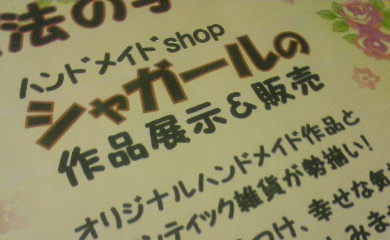 法の手
ハンドメイドshop
シャガールの
作品展示&販売
オリジナルハンドメイド作品と
ンティック雑貨が勢揃い!
つけ、幸せな気